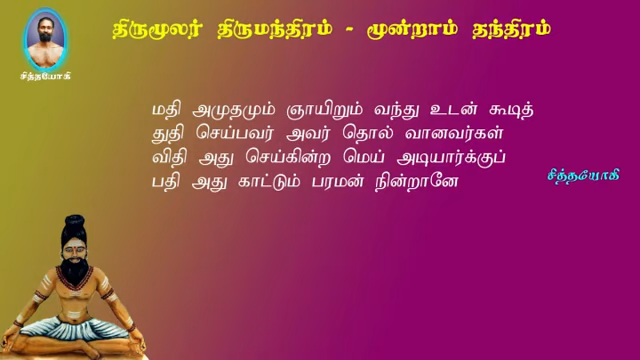 திருமூலர் திருமந்திரம் - மூன்றாம் தந்திரம்
சித்தயோகி
மதி அமுதமும் ஞாயிறும் வந்து உடன் கூடித்
துதி செய்பவர் அவர் தொல் வானவர்கள்
விதி அது செய்கின்ற மெய் அடியார்க்குப்
பதி அது காட்டும் பரமன் நின்றானே
சித்தயோகி